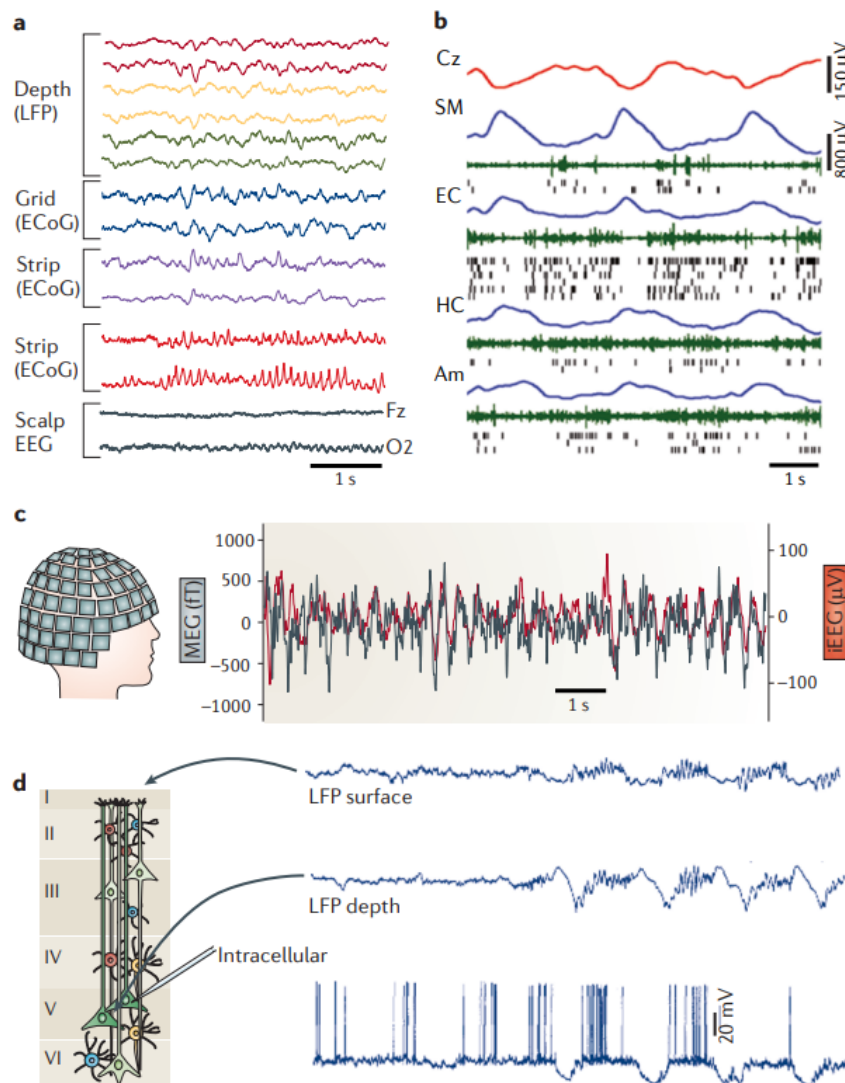 a
Depth
(LFP)
Grid
(ECoG)
Strip
(ECoG)
Strip
(ECoG)
Scalp
EEG
Fz
O2
1 s
b
Cz
150 µV
SM
800 µV
EC
HC
Am
1 s
c
MEG (fT)
1000
500
0
−500
−1000
1 s
100
0
−100
iEEG (µV)
d
I
II
III
IV
V
VI
LFP surface
LFP depth
Intracellular
20 mV